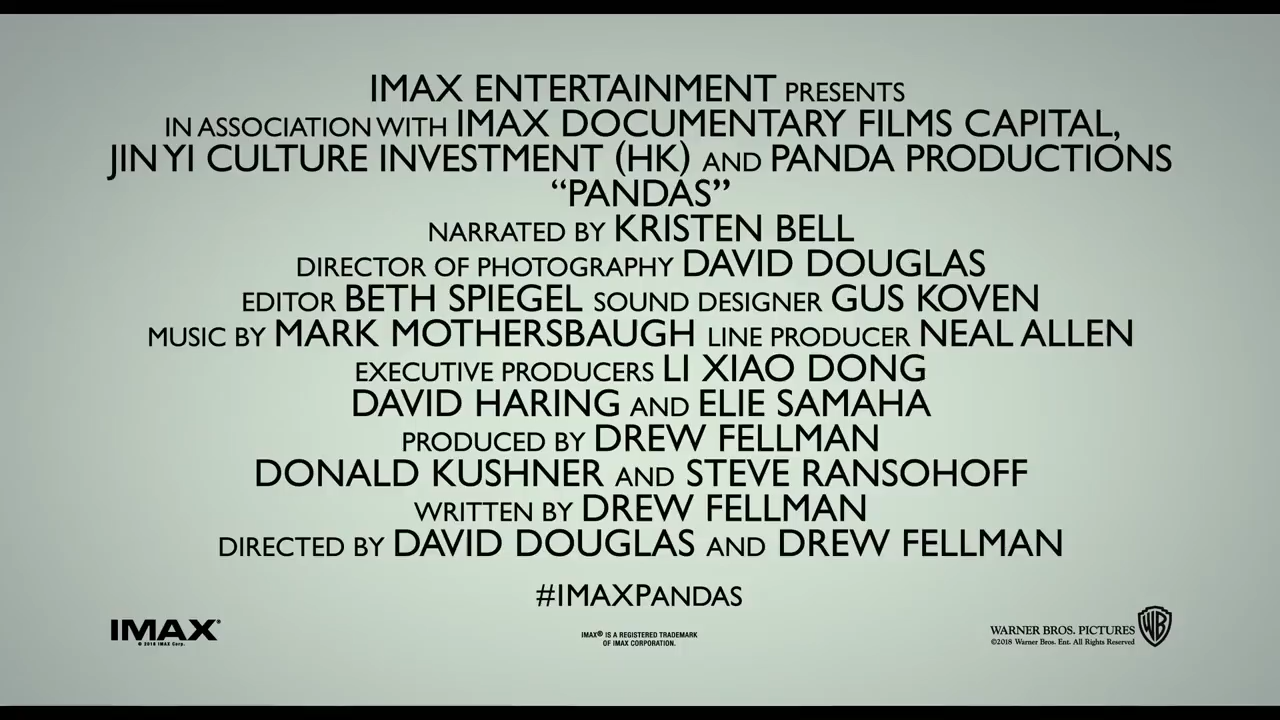 IMAX ENTERTAINMENT PRESENTS
IN ASSOCIATION WITH IMAX DOCUMENTARY FILMS CAPITAL,
JIN YI CULTURE INVESTMENT (HK) AND PANDA PRODUCTIONS
“PANDAS”
NARRATED BY KRISTEN BELL
DIRECTOR OF PHOTOGRAPHY DAVID DOUGLAS
EDITOR BETH SPIEGEL SOUND DESIGNER GUS KOVEN
MUSIC BY MARK MOTHERSBAUGH LINE PRODUCER NEAL ALLEN
EXECUTIVE PRODUCERS LI XIAO DONG
DAVID HARING AND ELIE SAMAHA
PRODUCED BY DREW FELLMAN
DONALD KUSHNER AND STEVE RANSOHOFF
WRITTEN BY DREW FELLMAN
DIRECTED BY DAVID DOUGLAS AND DREW FELLMAN
#IMAXPANDAS
IMAX®
© 2018 IMAX Corp.
IMAX® IS A REGISTERED TRADEMARK
OF IMAX CORPORATION.
WARNER BROS. PICTURES
©2018 Warner Bros. Ent. All Rights Reserved
WB